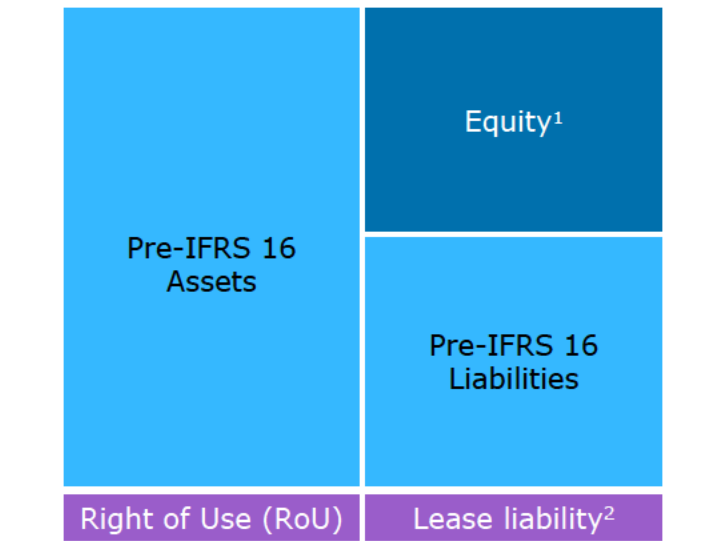 Equity¹
Pre-IFRS 16
Assets
Pre-IFRS 16
Liabilities
Right of Use (RoU)
Lease liability²